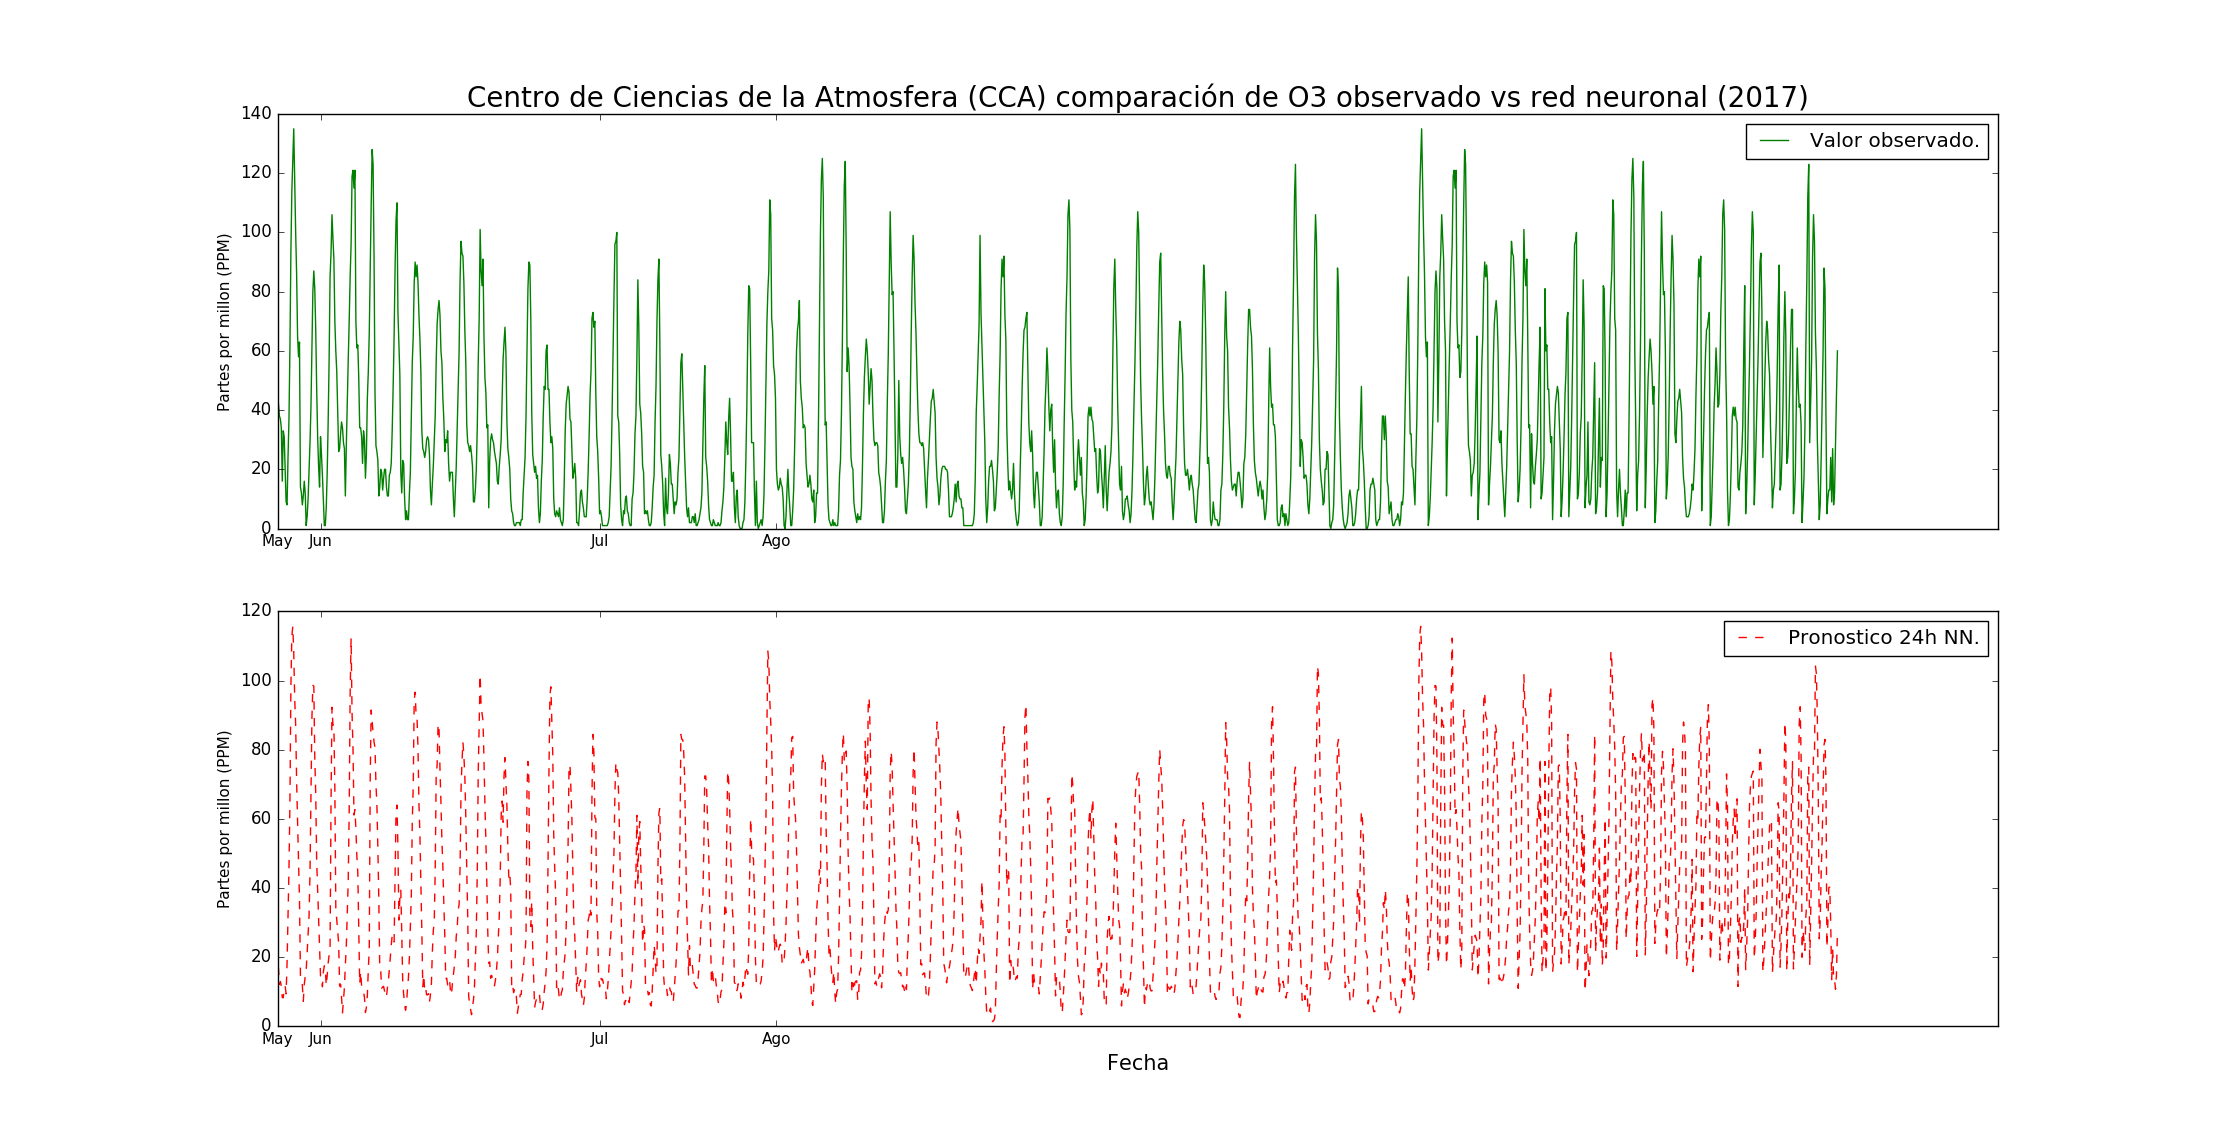 Centro de Ciencias de la Atmosfera (CCA) comparación de O3 observado vs red neuronal (2017)
140
120
100
80
60
40
20
0
Partes por millon (PPM)
Valor observado.
May Jun Jul Ago
120
100
80
60
40
20
0
Partes por millon (PPM)
Pronostico 24h NN.
May Jun Jul Ago
Fecha